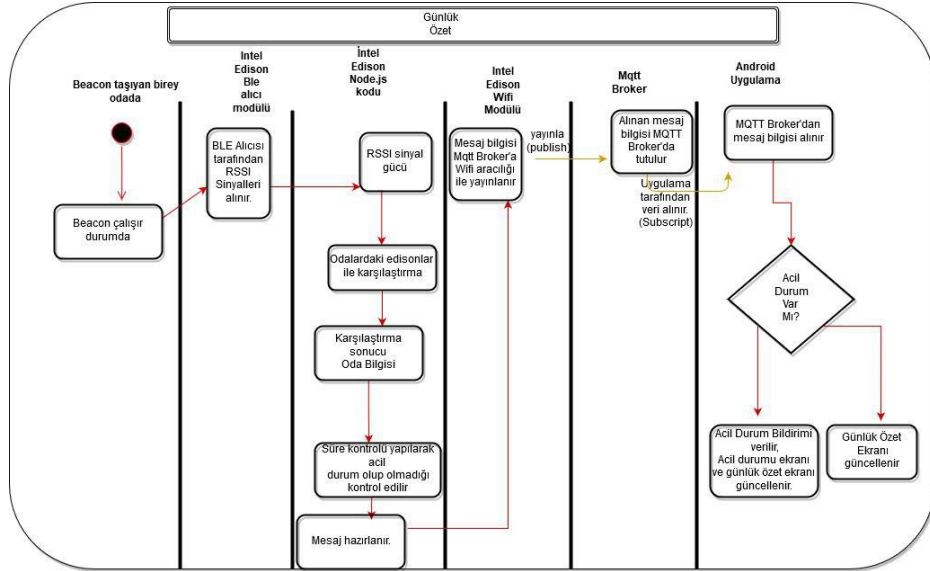 Günlük
Özet
Beacon taşıyan birey
odada
Intel
Edison
Ble
alıcı
modülü
İntel
Edison
Node.js
kodu
Intel
Edison
Wifi
Modülü
Mqtt
Broker
Android
Uygulama
Beacon çalışır
durumda
BLE Alıcısı
tarafından
RSSI
Sinyalleri
alınır.
RSSI sinyal
gücü
Odalardaki edisonlar
ile karşılaştırma
Karşılaştırma
sonucu
Oda Bilgisi
Süre kontrolü yapılarak
acil
durum olup olmadığı
kontrol edilir
Mesaj hazırlanır.
Mesaj bilgisi
Mqtt Broker'a
Wifi aracılığı
ile yayınlanır
yayınla
(publish)
Alınan mesaj
bilgisi MQTT
Broker'da
tutulur
Uygulama
tarafından
veri alınır.
(Subscript)
MQTT Broker'dan
mesaj bilgisi alınır
Acil
Durum
Var
Mı?
Acil Durum Bildirimi
verilir,
Acil durumu ekranı
ve günlük özet ekranı
güncellenir.
Günlük Özet
Ekranı
güncellenir